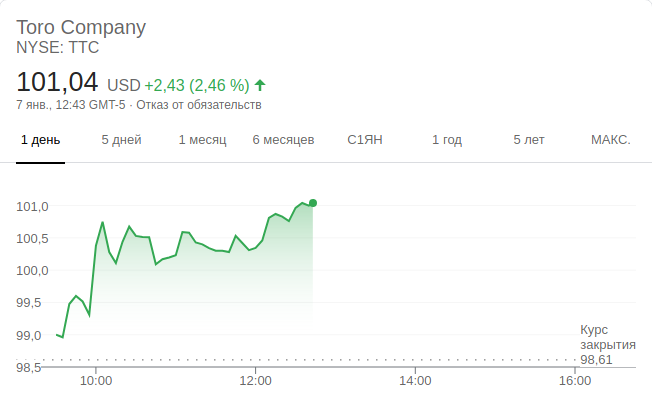 Toro Company
NYSE: TTC
101,04 USD +2,43 (2,46 %)
7 янв., 12:43 GMT-5 · Отказ от обязательств
1 день 5 дней 1 месяц 6 месяцев С1ЯН 1 год 5 лет МАКС.
101,0
100,5
100,0
99,5
99,0
98,5
Курс
закрытия
98,61
10:00 12:00 14:00 16:00